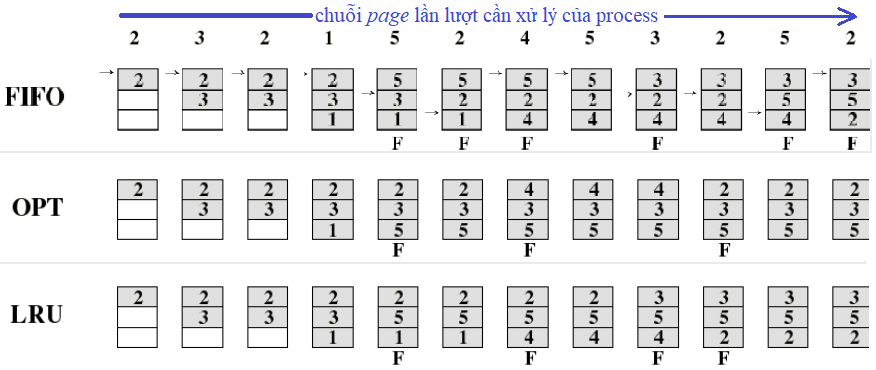 chuỗi page lần lượt cần xử lý của process
2 3 2 1 5 2 4 5 3 2 5 2
2 2 2 2 5 5 5 5 3 3 3 3
FIFO 3 3 3 3 2 2 2 2 2 5 5
1 1 1 4 4 4 4 4 2
F F F F F F
2 2 2 2 2 2 4 4 4 2 2 2
OPT 3 3 3 3 3 3 3 3 3 3 3
1 5 5 5 5 5 5 5 5
F F F
2 2 2 2 2 2 2 2 3 3 3 3
LRU 3 3 3 5 5 5 5 5 5 5 5
1 1 1 4 4 4 2 2 2
F F F F